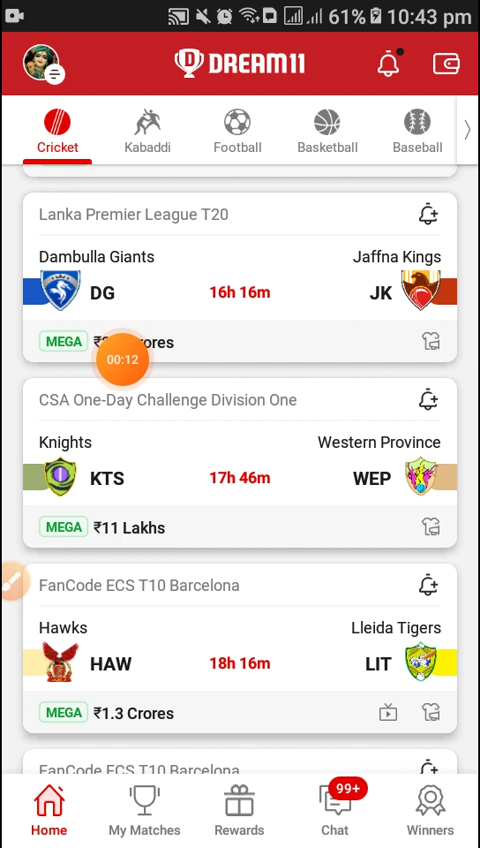 61% 10:43 pm
DREAM11
Cricket Kabaddi Football Basketball Baseball
Lanka Premier League T20
Dambulla Giants Jaffna Kings
DG 16h 16m JK
MEGA Crores
00:12
CSA One-Day Challenge Division One
Knights Western Province
KTS 17h 46m WEP
MEGA ₹11 Lakhs
FanCode ECS T10 Barcelona
Hawks Lleida Tigers
HAW 18h 16m LIT
MEGA ₹1.3 Crores
FanCode ECS T10 Barcelona
99+
Home My Matches Rewards Chat Winners